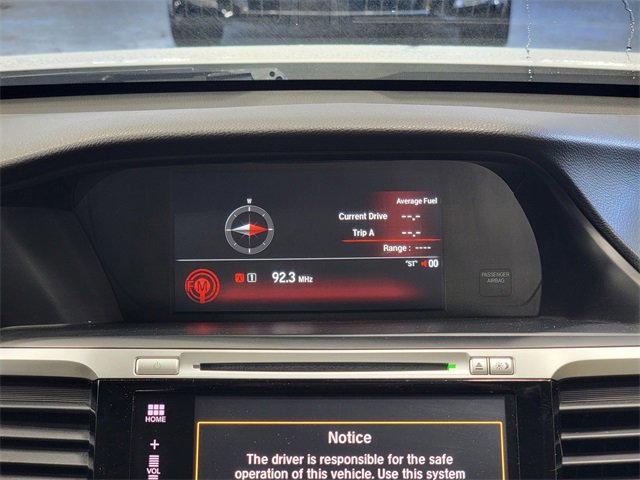 W
Average Fuel
Current Drive --.-
Trip A --.-
Range : ----
"ST" 00
FM 1 92.3 MHz
PASSENGER
AIRBAG
HOME
+
VOL
Notice
The driver is responsible for the safe
operation of this vehicle. Use this system